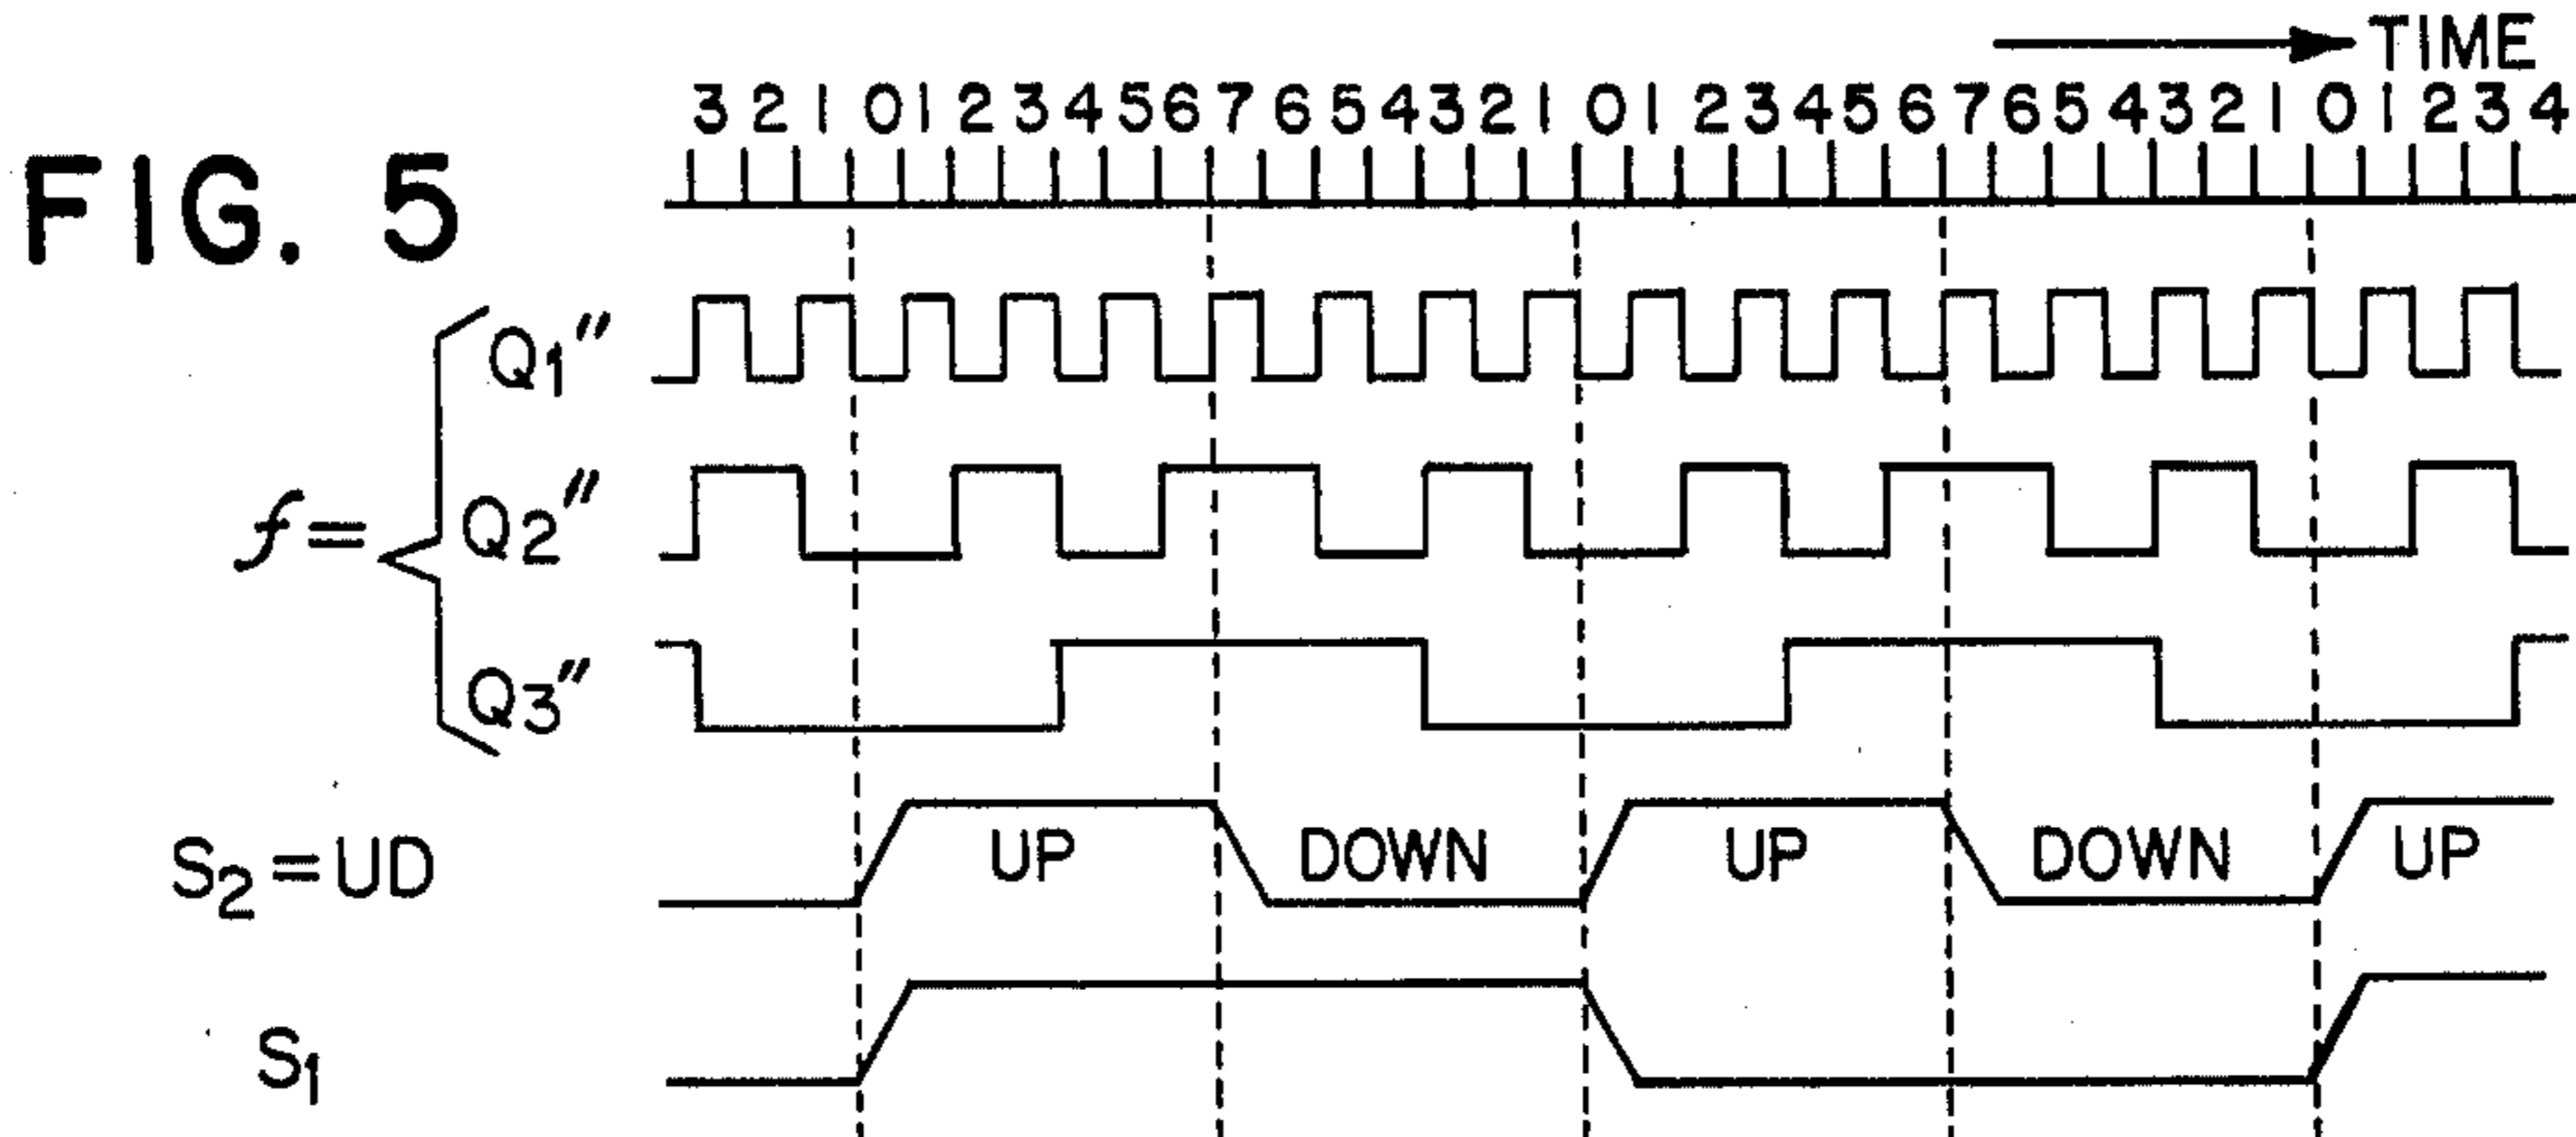 TIME
3 2 1 0 1 2 3 4 5 6 7 6 5 4 3 2 1 0 1 2 3 4 5 6 7 6 5 4 3 2 1 0 1 2 3 4
FIG. 5
Q1″
f = Q2″
Q3″
S2 = UD UP DOWN UP DOWN UP
S1